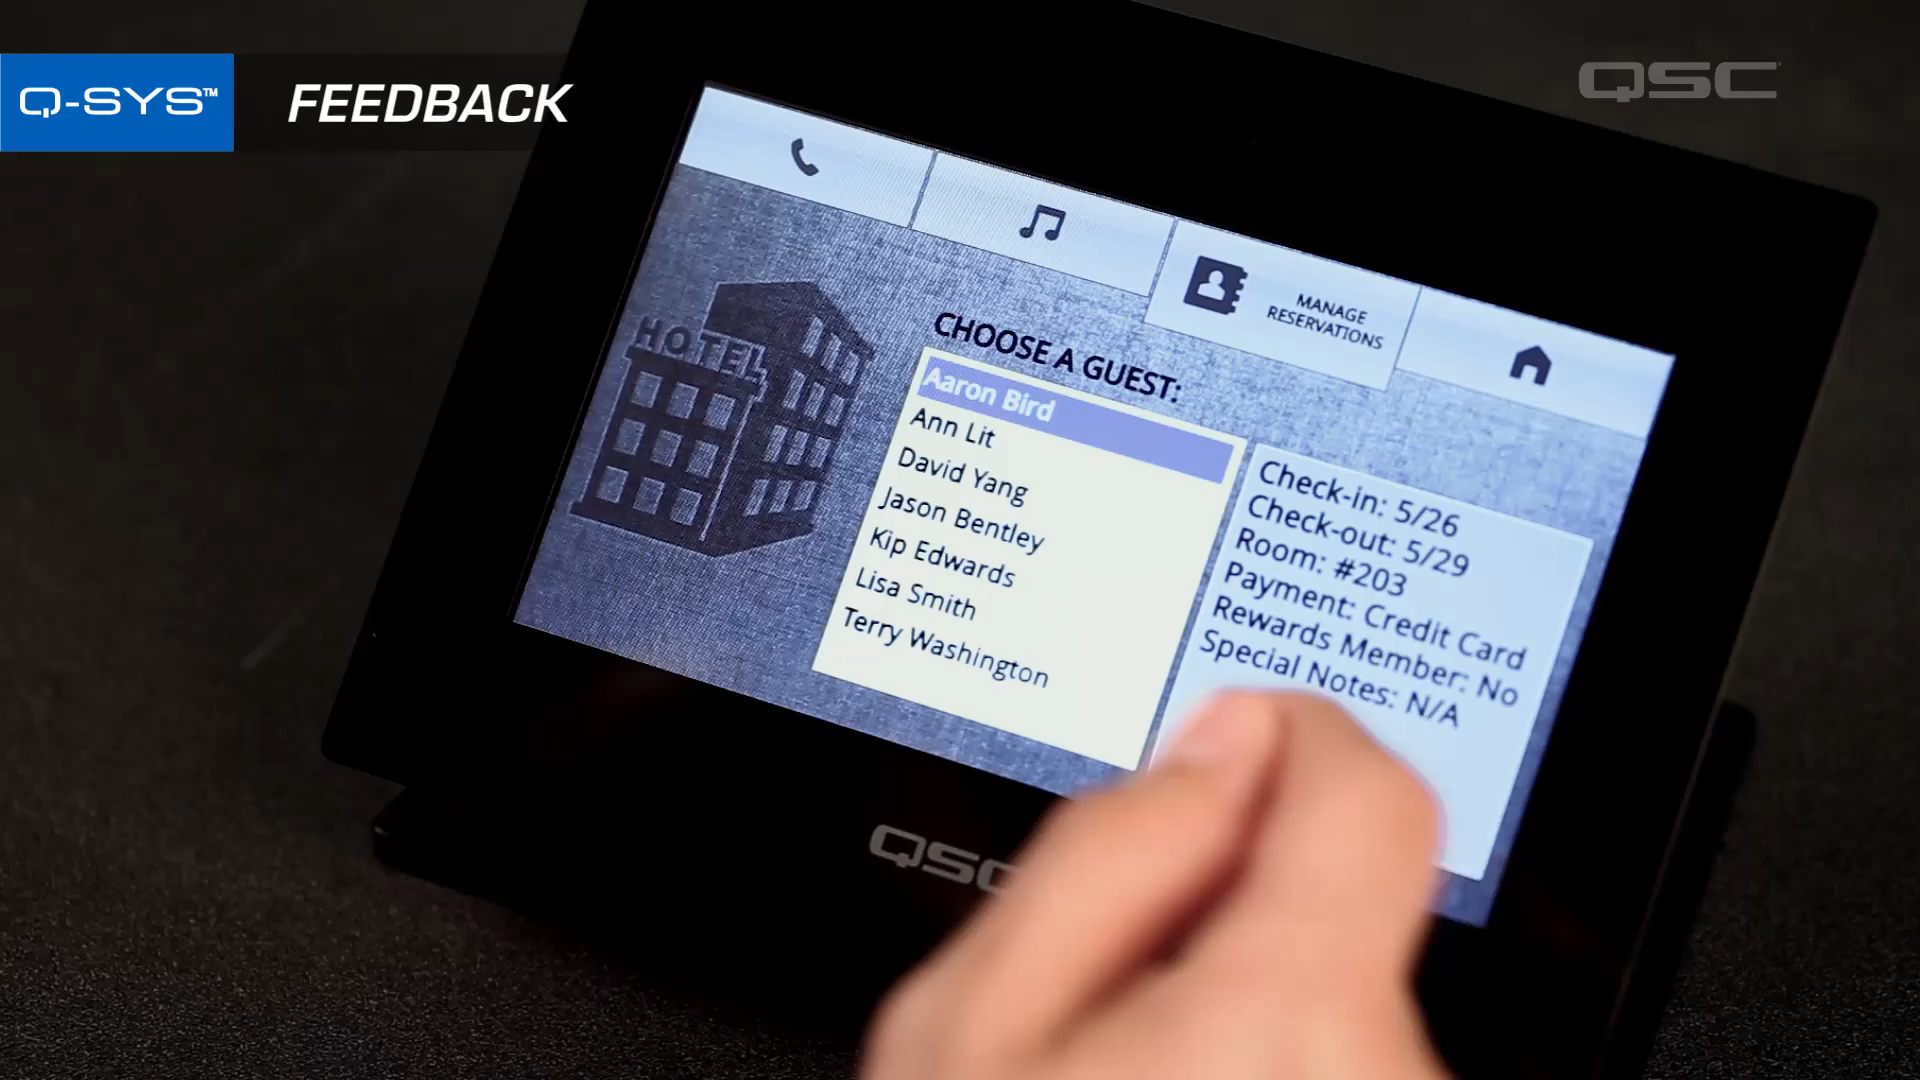 Q-SYS™
FEEDBACK
QSC
MANAGE
RESERVATIONS
HOTEL
CHOOSE A GUEST:
Aaron Bird
Ann Lit
David Yang
Jason Bentley
Kip Edwards
Lisa Smith
Terry Washington
Check-in: 5/26
Check-out: 5/29
Room: #203
Payment: Credit Card
Rewards Member: No
Special Notes: N/A
QSC